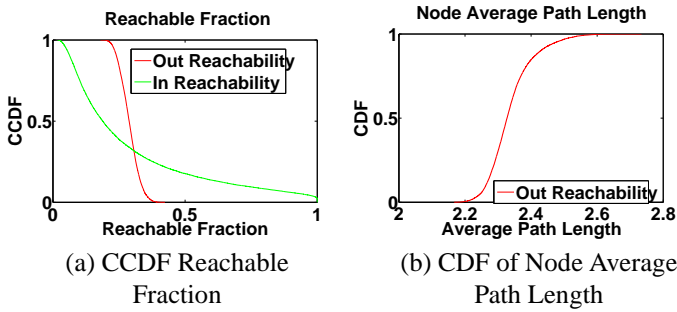 Reachable Fraction
1
Out Reachability
In Reachability
CCDF
0.5
0
0
0.5
1
Reachable Fraction
(a) CCDF Reachable
Fraction
Node Average Path Length
1
CDF
0.5
Out Reachability
0
2
2.2
2.4
2.6
2.8
Average Path Length
(b) CDF of Node Average
Path Length